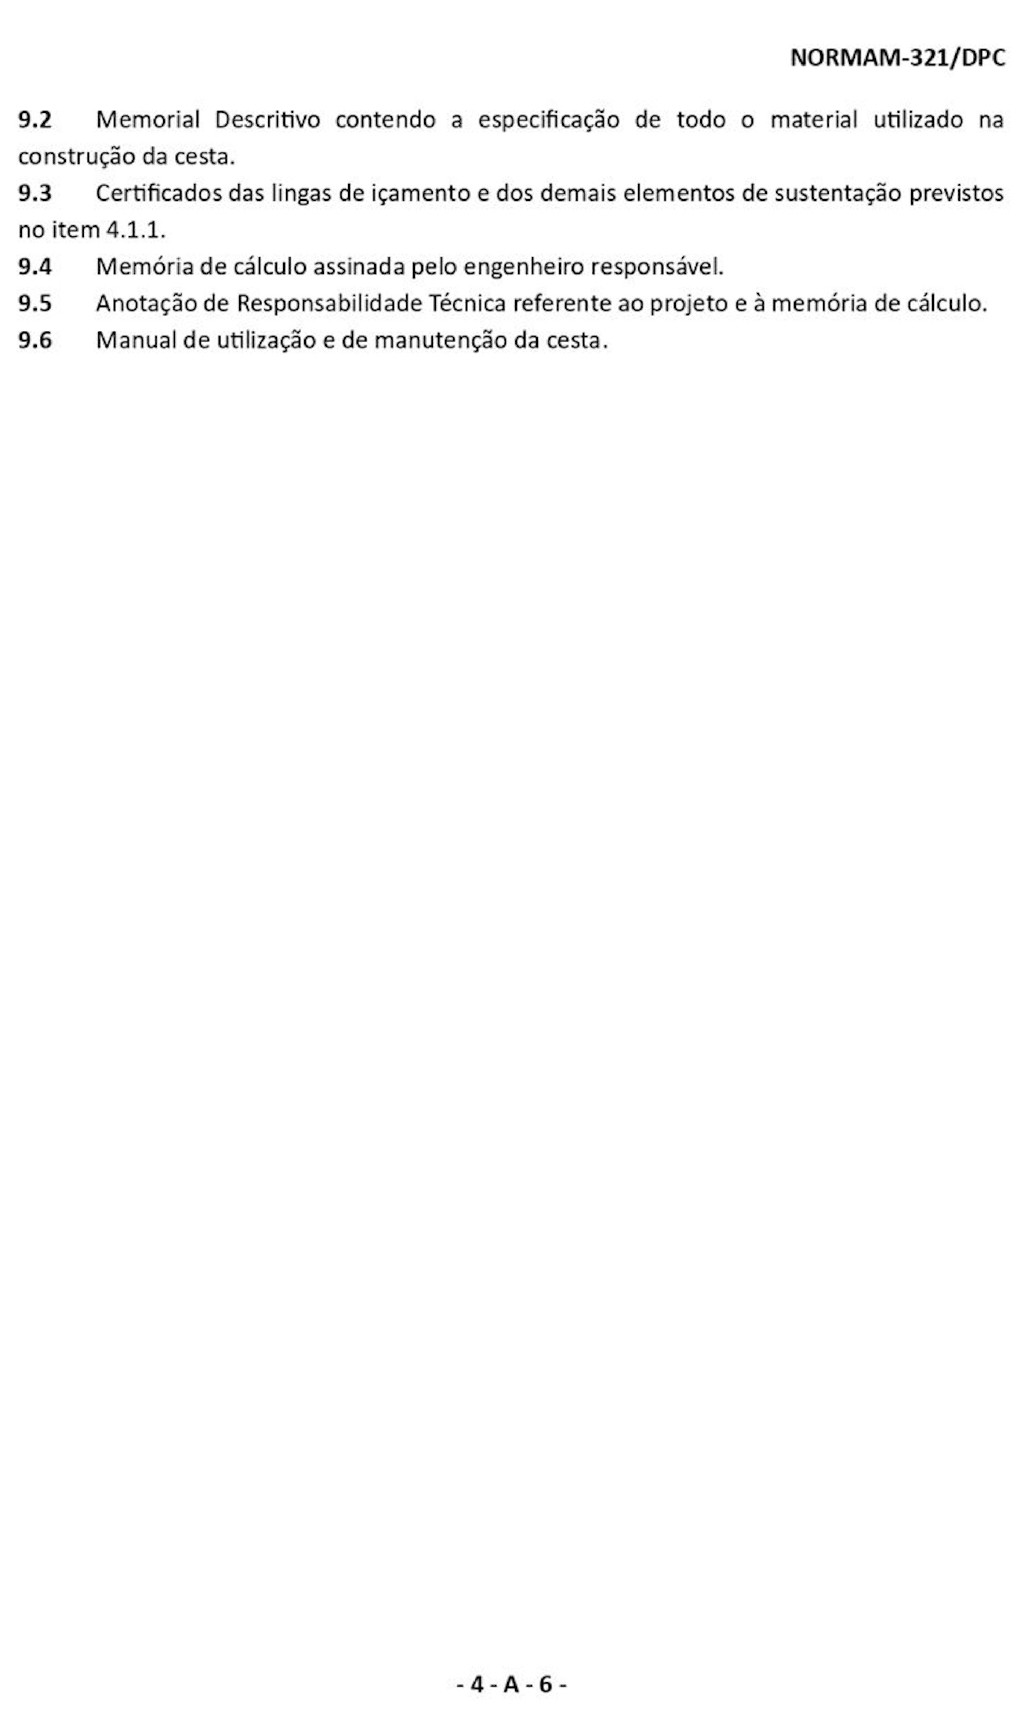 NORMAM-321/DPC
9.2 Memorial Descritivo contendo a especificação de todo o material utilizado na
construção da cesta.
9.3 Certificados das lingas de içamento e dos demais elementos de sustentação previstos
no item 4.1.1.
9.4 Memória de cálculo assinada pelo engenheiro responsável.
9.5 Anotação de Responsabilidade Técnica referente ao projeto e à memória de cálculo.
9.6 Manual de utilização e de manutenção da cesta.
- 4 - A - 6 -